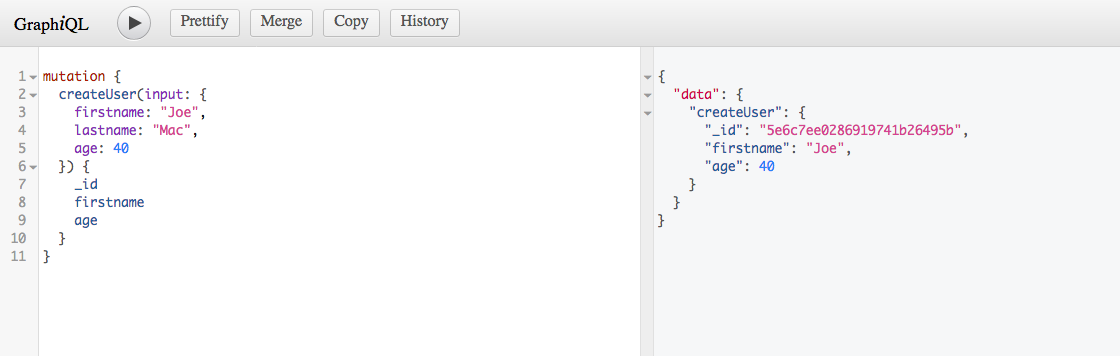 GraphiQL Prettify Merge Copy History
1 mutation {
2 createUser(input: {
3 firstname: "Joe",
4 lastname: "Mac",
5 age: 40
6 }) {
7 _id
8 firstname
9 age
10 }
11 }
{
"data": {
"createUser": {
"_id": "5e6c7ee0286919741b26495b",
"firstname": "Joe",
"age": 40
}
}
}